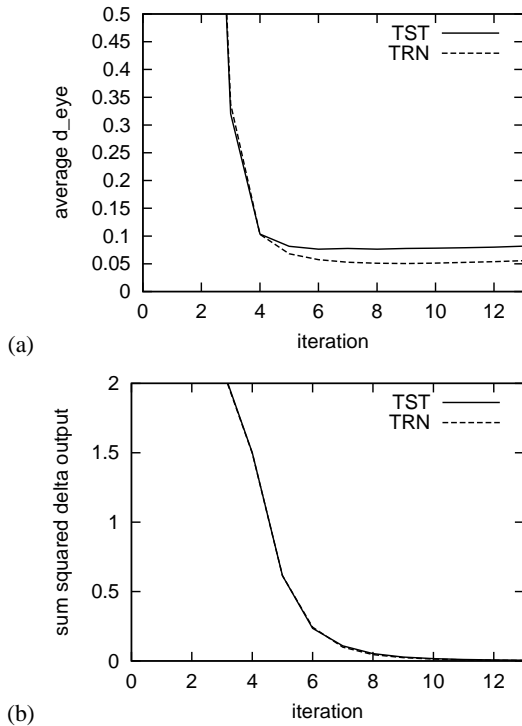 0.5
0.45
0.4
0.35
0.3
0.25
0.2
0.15
0.1
0.05
0
average d_eye
TST
TRN
0 2 4 6 8 10 12
iteration
(a)
2
1.5
1
0.5
0
sum squared delta output
TST
TRN
0 2 4 6 8 10 12
iteration
(b)